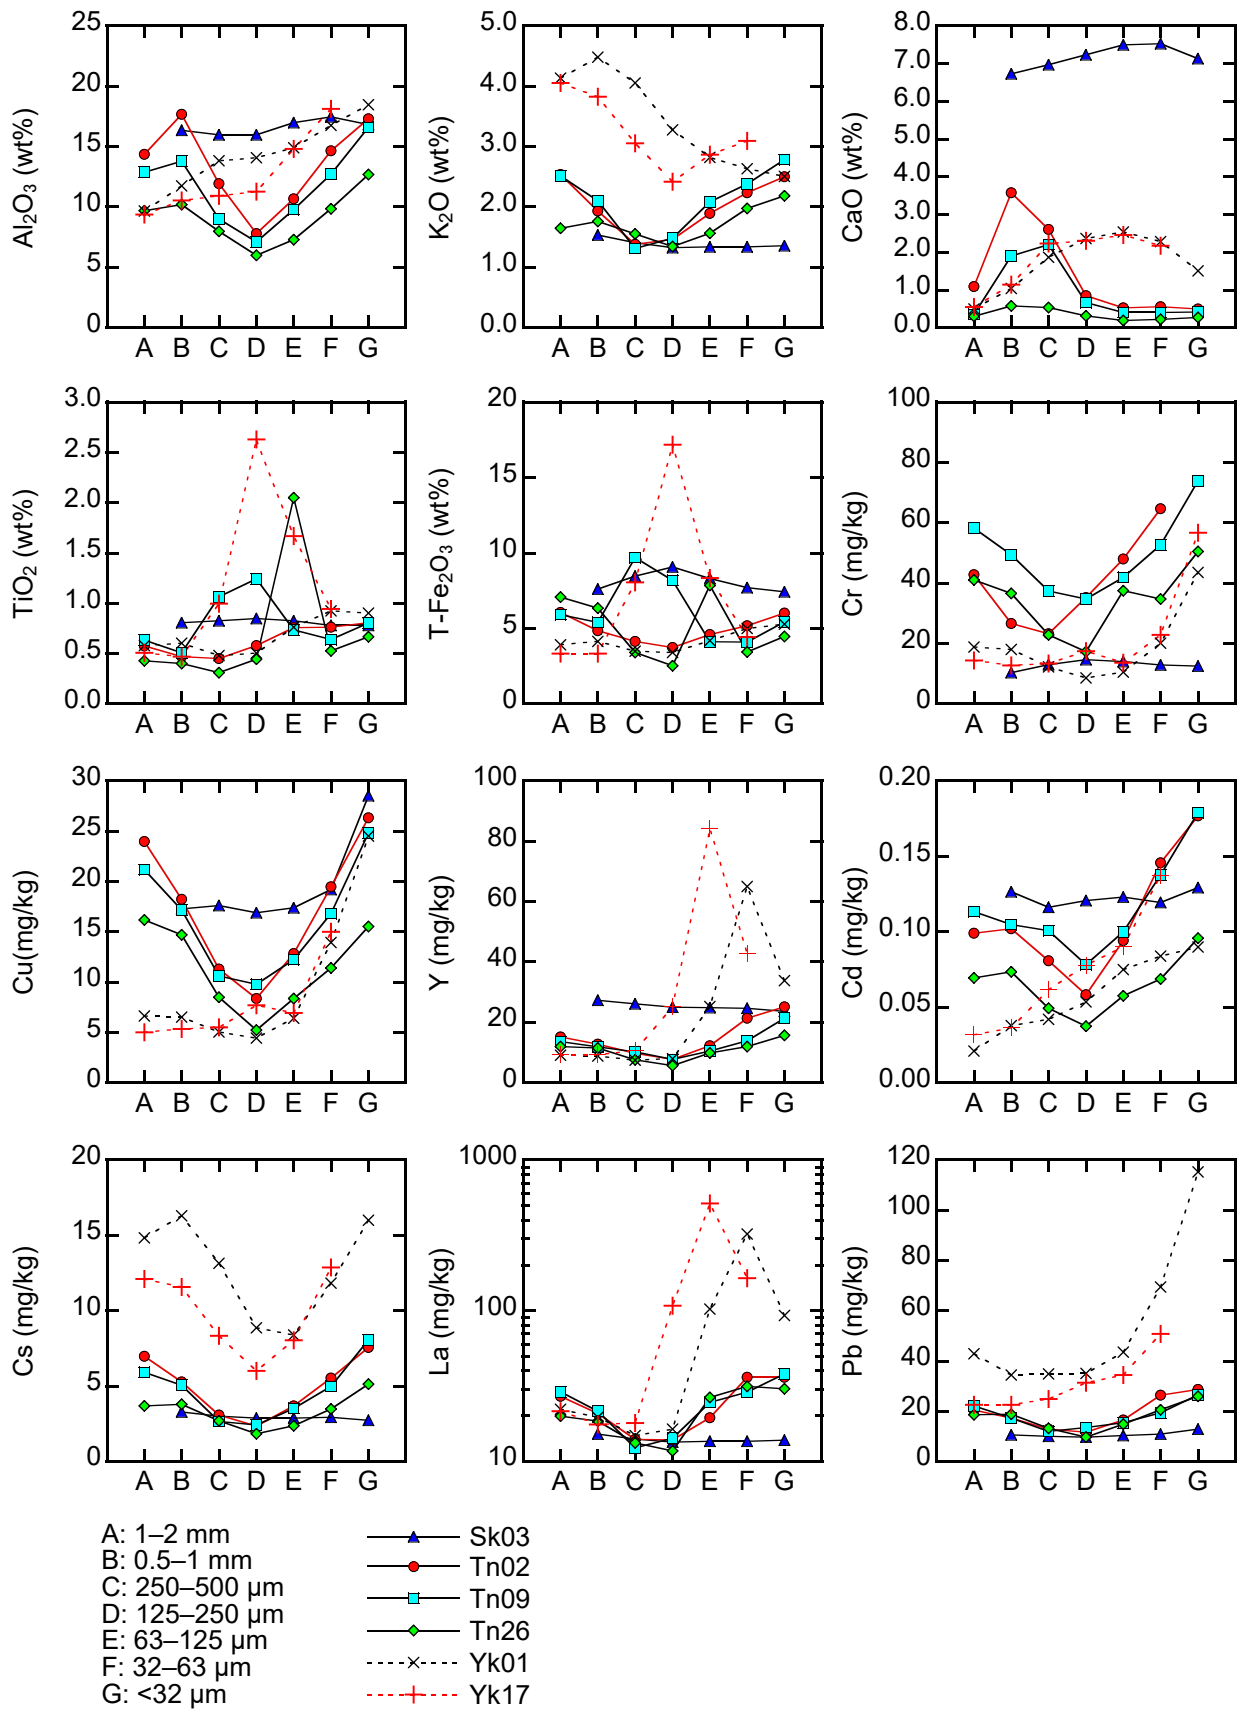 25
20
15
10
5
0
Al₂O₃ (wt%)
A B C D E F G
5.0
4.0
3.0
2.0
1.0
0.0
K₂O (wt%)
A B C D E F G
8.0
7.0
6.0
5.0
4.0
3.0
2.0
1.0
0.0
CaO (wt%)
A B C D E F G
3.0
2.5
2.0
1.5
1.0
0.5
0.0
TiO₂ (wt%)
A B C D E F G
20
15
10
5
0
T-Fe₂O₃ (wt%)
A B C D E F G
100
80
60
40
20
0
Cr (mg/kg)
A B C D E F G
30
25
20
15
10
5
0
Cu(mg/kg)
A B C D E F G
100
80
60
40
20
0
Y (mg/kg)
A B C D E F G
0.20
0.15
0.10
0.05
0.00
Cd (mg/kg)
A B C D E F G
20
15
10
5
0
Cs (mg/kg)
A B C D E F G
1000
100
10
La (mg/kg)
A B C D E F G
120
100
80
60
40
20
0
Pb (mg/kg)
A B C D E F G
A: 1–2 mm
B: 0.5–1 mm
C: 250–500 µm
D: 125–250 µm
E: 63–125 µm
F: 32–63 µm
G: <32 µm
Sk03
Tn02
Tn09
Tn26
Yk01
Yk17